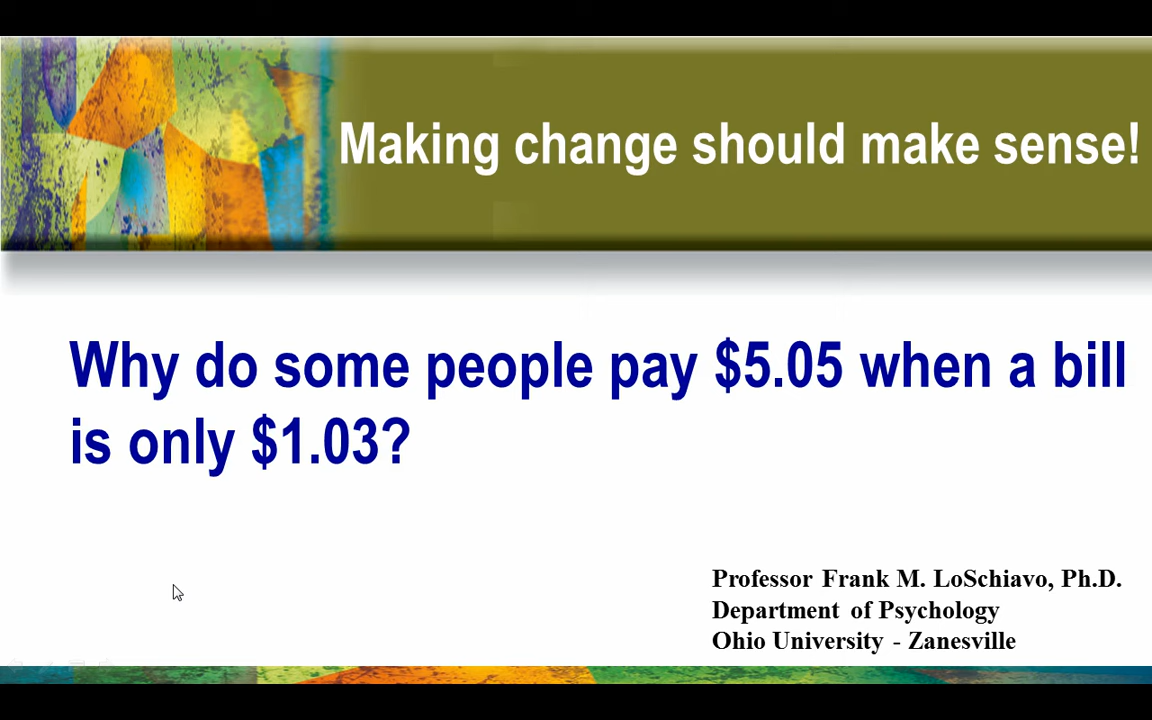 Making change should make sense!
Why do some people pay $5.05 when a bill
is only $1.03?
Professor Frank M. LoSchiavo, Ph.D.
Department of Psychology
Ohio University - Zanesville